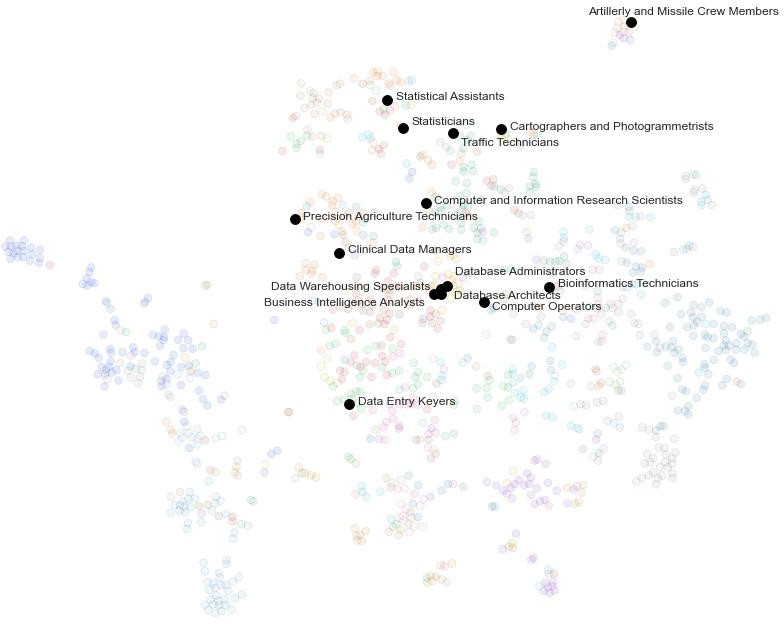 Artillerly and Missile Crew Members
Statistical Assistants
Statisticians
Cartographers and Photogrammetrists
Traffic Technicians
Computer and Information Research Scientists
Precision Agriculture Technicians
Clinical Data Managers
Database Administrators
Data Warehousing Specialists
Bioinformatics Technicians
Database Architects
Business Intelligence Analysts
Computer Operators
Data Entry Keyers